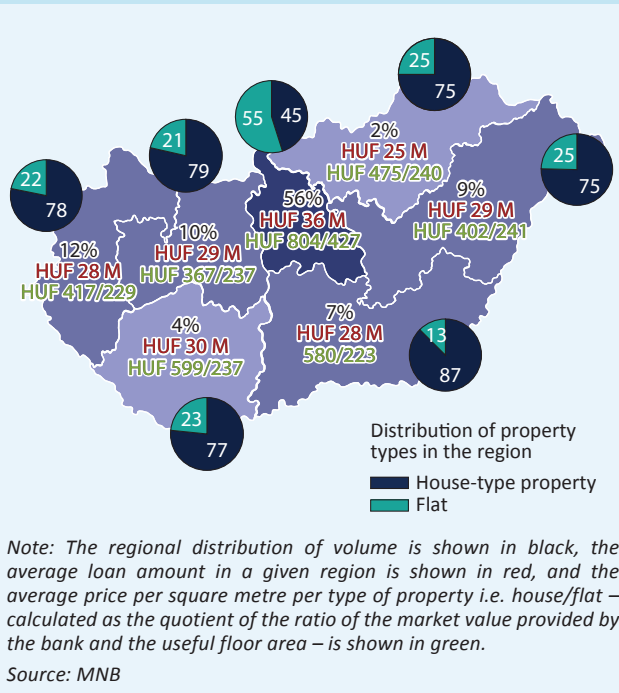 25
75
55
45
21
79
2%
HUF 25 M
HUF 475/240
25
75
22
78
56%
HUF 36 M
HUF 804/427
9%
HUF 29 M
HUF 402/241
10%
HUF 29 M
HUF 367/237
12%
HUF 28 M
HUF 417/229
7%
HUF 28 M
580/223
4%
HUF 30 M
HUF 599/237
13
87
23
77
Distribution of property
types in the region
House-type property
Flat
Note: The regional distribution of volume is shown in black, the
average loan amount in a given region is shown in red, and the
average price per square metre per type of property i.e. house/flat –
calculated as the quotient of the ratio of the market value provided by
the bank and the useful floor area – is shown in green.
Source: MNB